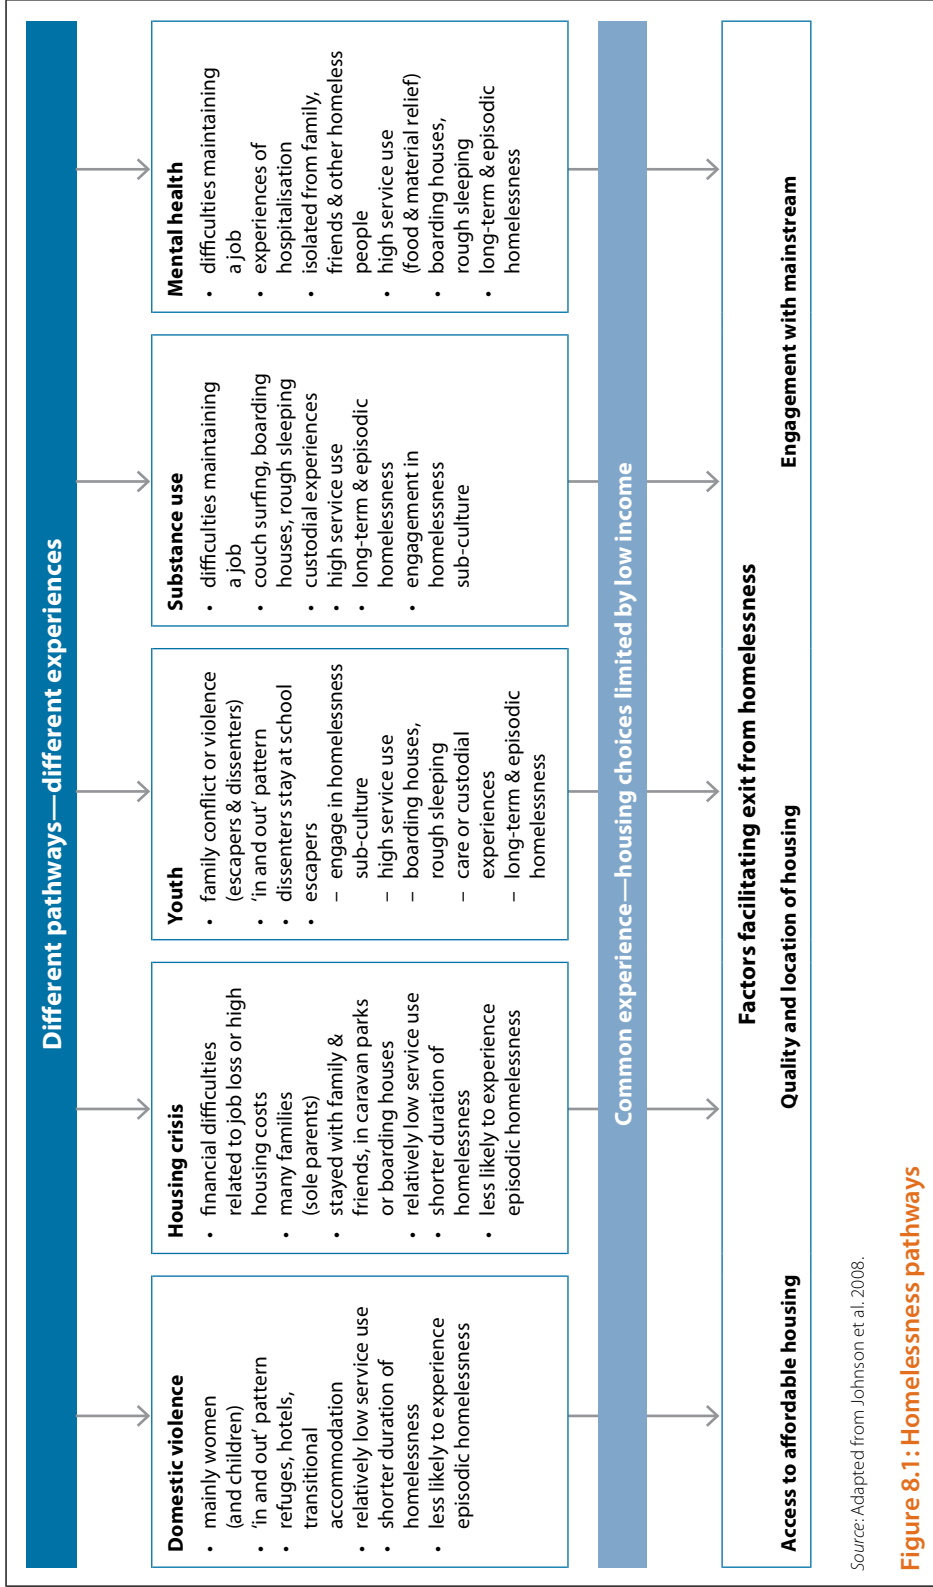 Different pathways—different experiences
Domestic violence
• mainly women
(and children)
• ‘in and out’ pattern
• refuges, hotels,
transitional
accommodation
• relatively low service use
• shorter duration of
homelessness
• less likely to experience
episodic homelessness
Housing crisis
• financial difficulties
related to job loss or high
housing costs
• many families
(sole parents)
• stayed with family &
friends, in caravan parks
or boarding houses
• relatively low service use
• shorter duration of
homelessness
• less likely to experience
episodic homelessness
Youth
• family conflict or violence
(escapers & dissenters)
• ‘in and out’ pattern
• dissenters stay at school
• escapers
– engage in homelessness
sub-culture
– high service use
– boarding houses,
rough sleeping
– care or custodial
experiences
– long-term & episodic
homelessness
Substance use
• difficulties maintaining
a job
• couch surfing, boarding
houses, rough sleeping
• custodial experiences
• high service use
• long-term & episodic
homelessness
• engagement in
homelessness
sub-culture
Mental health
• difficulties maintaining
a job
• experiences of
hospitalisation
• isolated from family,
friends & other homeless
people
• high service use
(food & material relief)
• boarding houses,
rough sleeping
• long-term & episodic
homelessness
Common experience—housing choices limited by low income
Factors facilitating exit from homelessness
Access to affordable housing
Quality and location of housing
Engagement with mainstream
Source: Adapted from Johnson et al. 2008.
Figure 8.1: Homelessness pathways